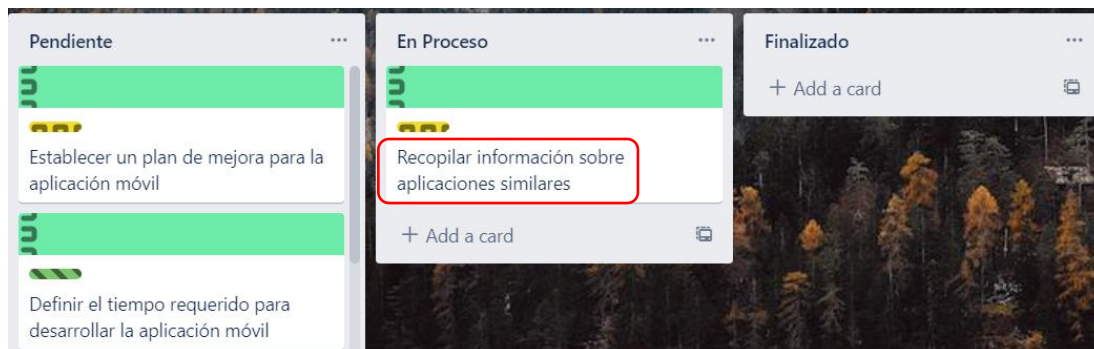 Pendiente
Establecer un plan de mejora para la
aplicación móvil
Definir el tiempo requerido para
desarrollar la aplicación móvil
En Proceso
Recopilar información sobre
aplicaciones similares
+ Add a card
Finalizado
+ Add a card